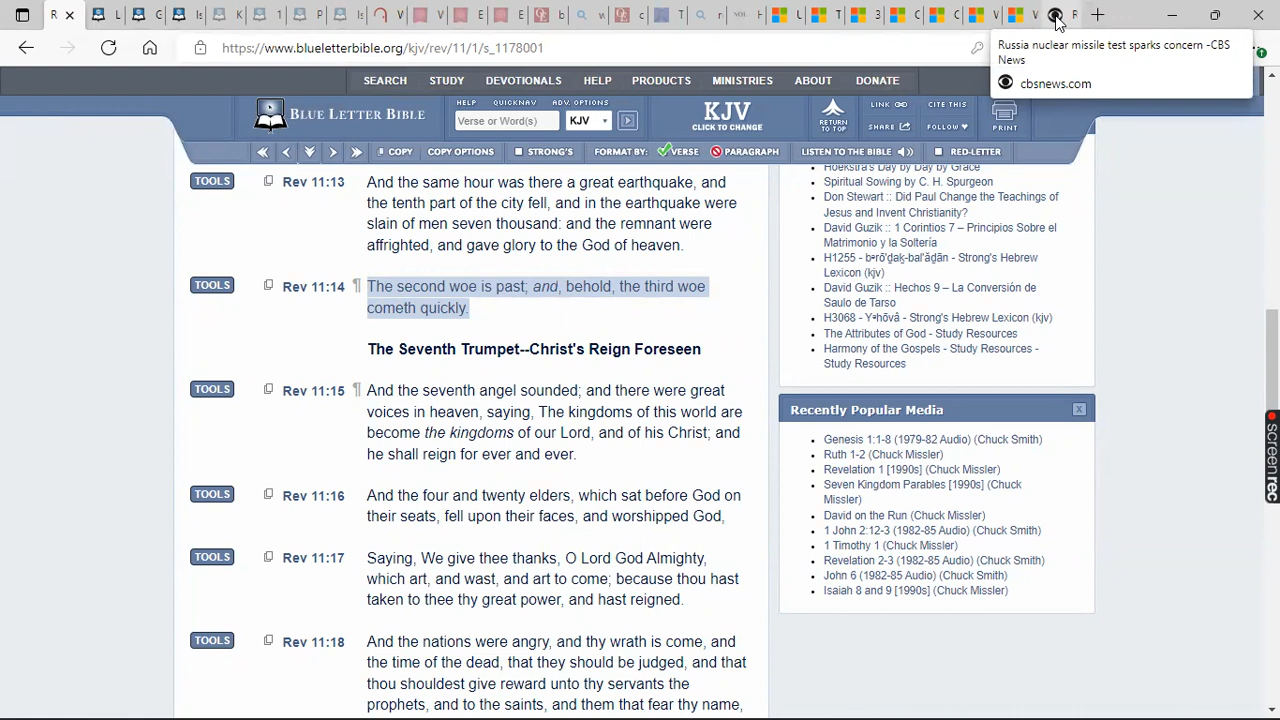 R
https://www.blueletterbible.org/kjv/rev/11/1/s_1178001
Russia nuclear missile test sparks concern -CBS
News
cbsnews.com
SEARCH STUDY DEVOTIONALS BIBLE HELP PRODUCTS MINISTRIES ABOUT DONATE
BLUE LETTER BIBLE
HELP QUICKNAV ADV. OPTIONS
Verse or Word(s) KJV
KJV
CLICK TO CHANGE
RETURN
TO TOP
LINK CITE THIS
SHARE FOLLOW
PRINT
COPY COPY OPTIONS STRONG'S FORMAT BY: VERSE PARAGRAPH LISTEN TO THE BIBLE RED-LETTER
TOOLS Rev 11:13 And the same hour was there a great earthquake, and
the tenth part of the city fell, and in the earthquake were
slain of men seven thousand: and the remnant were
affrighted, and gave glory to the God of heaven.
TOOLS Rev 11:14 ¶ The second woe is past; and, behold, the third woe
cometh quickly.
The Seventh Trumpet--Christ's Reign Foreseen
TOOLS Rev 11:15 ¶ And the seventh angel sounded; and there were great
voices in heaven, saying, The kingdoms of this world are
become the kingdoms of our Lord, and of his Christ; and
he shall reign for ever and ever.
TOOLS Rev 11:16 And the four and twenty elders, which sat before God on
their seats, fell upon their faces, and worshipped God,
TOOLS Rev 11:17 Saying, We give thee thanks, O Lord God Almighty,
which art, and wast, and art to come; because thou hast
taken to thee thy great power, and hast reigned.
TOOLS Rev 11:18 And the nations were angry, and thy wrath is come, and
the time of the dead, that they should be judged, and that
thou shouldest give reward unto thy servants the
prophets, and to the saints, and them that fear thy name,
Hoekstra's Day by Day by Grace
Spiritual Sowing by C. H. Spurgeon
Don Stewart :: Did Paul Change the Teachings of
Jesus and Invent Christianity?
David Guzik :: 1 Corintios 7 – Principios Sobre el
Matrimonio y la Soltería
H1255 - bᵊrō'ḏaḵ-bal'ăḏān - Strong's Hebrew
Lexicon (kjv)
David Guzik :: Hechos 9 – La Conversión de
Saulo de Tarso
H3068 - Yᵊhōvâ - Strong's Hebrew Lexicon (kjv)
The Attributes of God - Study Resources
Harmony of the Gospels - Study Resources -
Study Resources
Recently Popular Media x
Genesis 1:1-8 (1979-82 Audio) (Chuck Smith)
Ruth 1-2 (Chuck Missler)
Revelation 1 [1990s] (Chuck Missler)
Seven Kingdom Parables [1990s] (Chuck
Missler)
David on the Run (Chuck Missler)
1 John 2:12-3 (1982-85 Audio) (Chuck Smith)
1 Timothy 1 (Chuck Missler)
Revelation 2-3 (1982-85 Audio) (Chuck Smith)
John 6 (1982-85 Audio) (Chuck Smith)
Isaiah 8 and 9 [1990s] (Chuck Missler)
screenrec